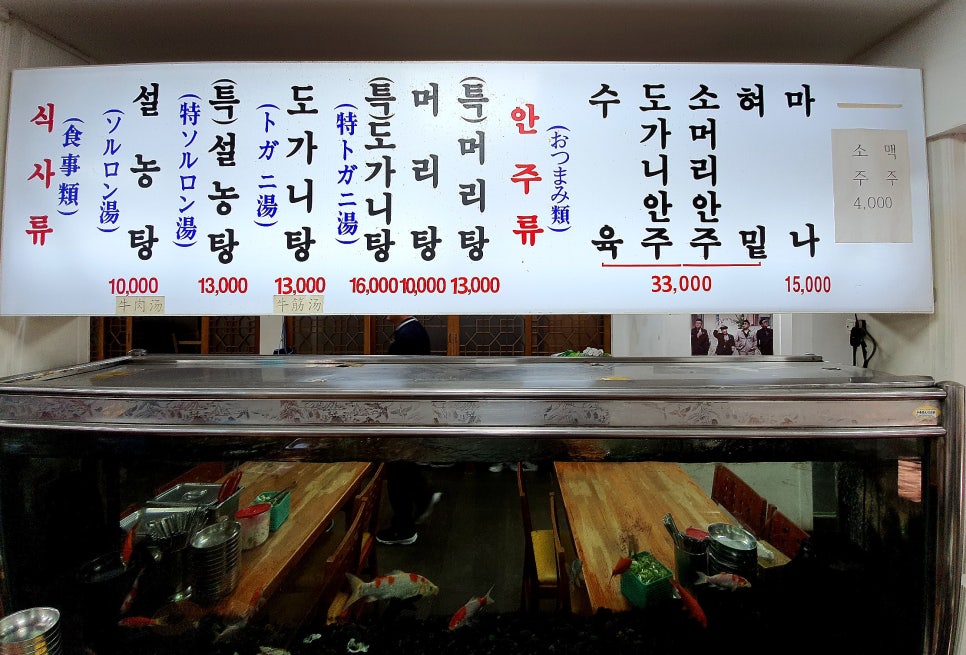 식사류
(食事類)
설농탕
(ソルロン湯)
10,000
牛肉汤
(특)설농탕
(特ソルロン湯)
13,000
도가니탕
(トガニ湯)
13,000
牛筋汤
(특)도가니탕
(特トガニ湯)
16,000
머리탕
10,000
(특)머리탕
13,000
안주류
(おつまみ類)
수육
도가니안주
소머리안주
혀밑
33,000
마나
15,000
소주
맥주
4,000